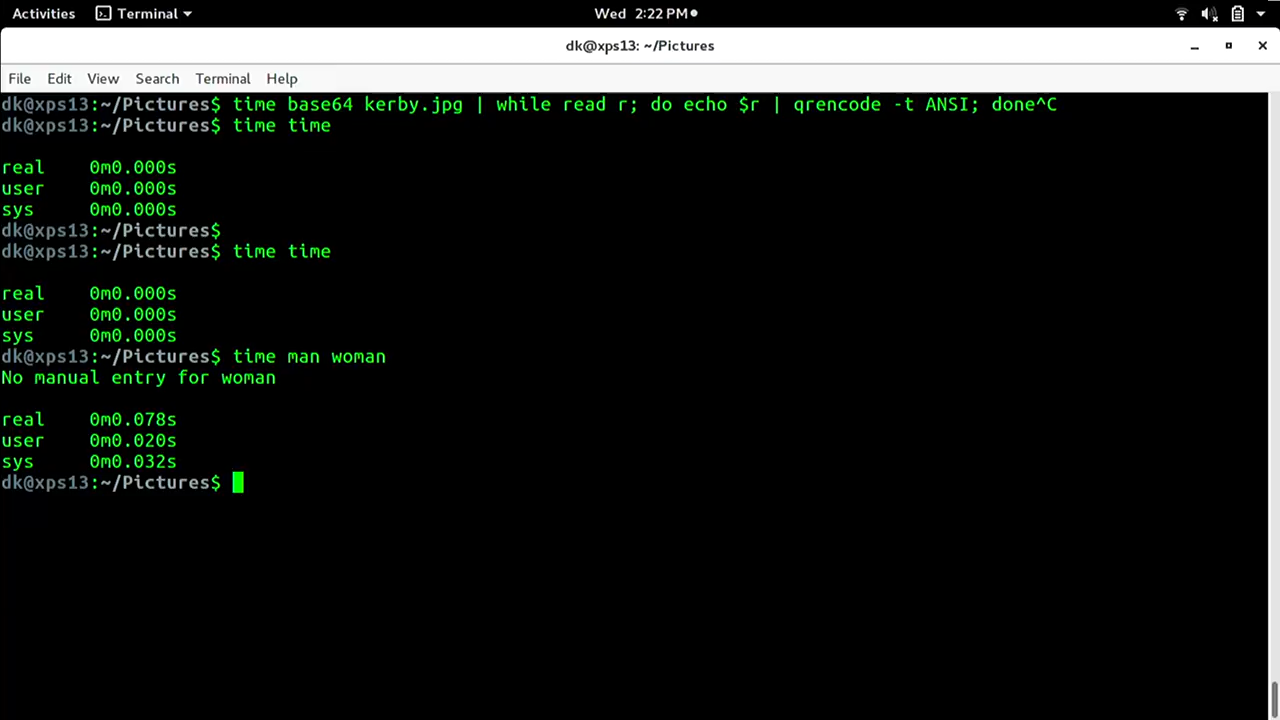 Activities Terminal Wed 2:22 PM
dk@xps13: ~/Pictures
File Edit View Search Terminal Help
dk@xps13:~/Pictures$ time base64 kerby.jpg | while read r; do echo $r | qrencode -t ANSI; done^C
dk@xps13:~/Pictures$ time time
real 0m0.000s
user 0m0.000s
sys 0m0.000s
dk@xps13:~/Pictures$
dk@xps13:~/Pictures$ time time
real 0m0.000s
user 0m0.000s
sys 0m0.000s
dk@xps13:~/Pictures$ time man woman
No manual entry for woman
real 0m0.078s
user 0m0.020s
sys 0m0.032s
dk@xps13:~/Pictures$